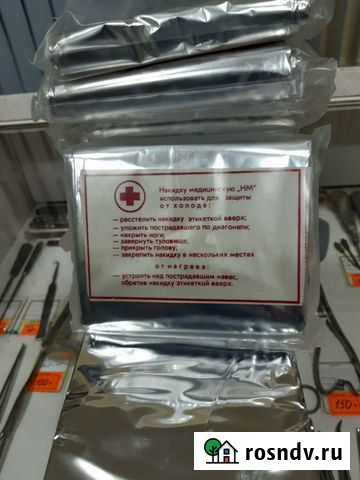 Накидку медицинскую „НМ"
использовать для защиты
от холода:
— расстелить накидку этикеткой вверх;
— уложить пострадавшего по диагонали;
— накрыть ноги;
— завернуть туловище;
— прикрыть голову;
— закрепить накидку в нескольких местах
от нагрева:
— устроить над пострадавшим навес,
обратив накидку этикеткой вверх.
150-
rosndv.ru